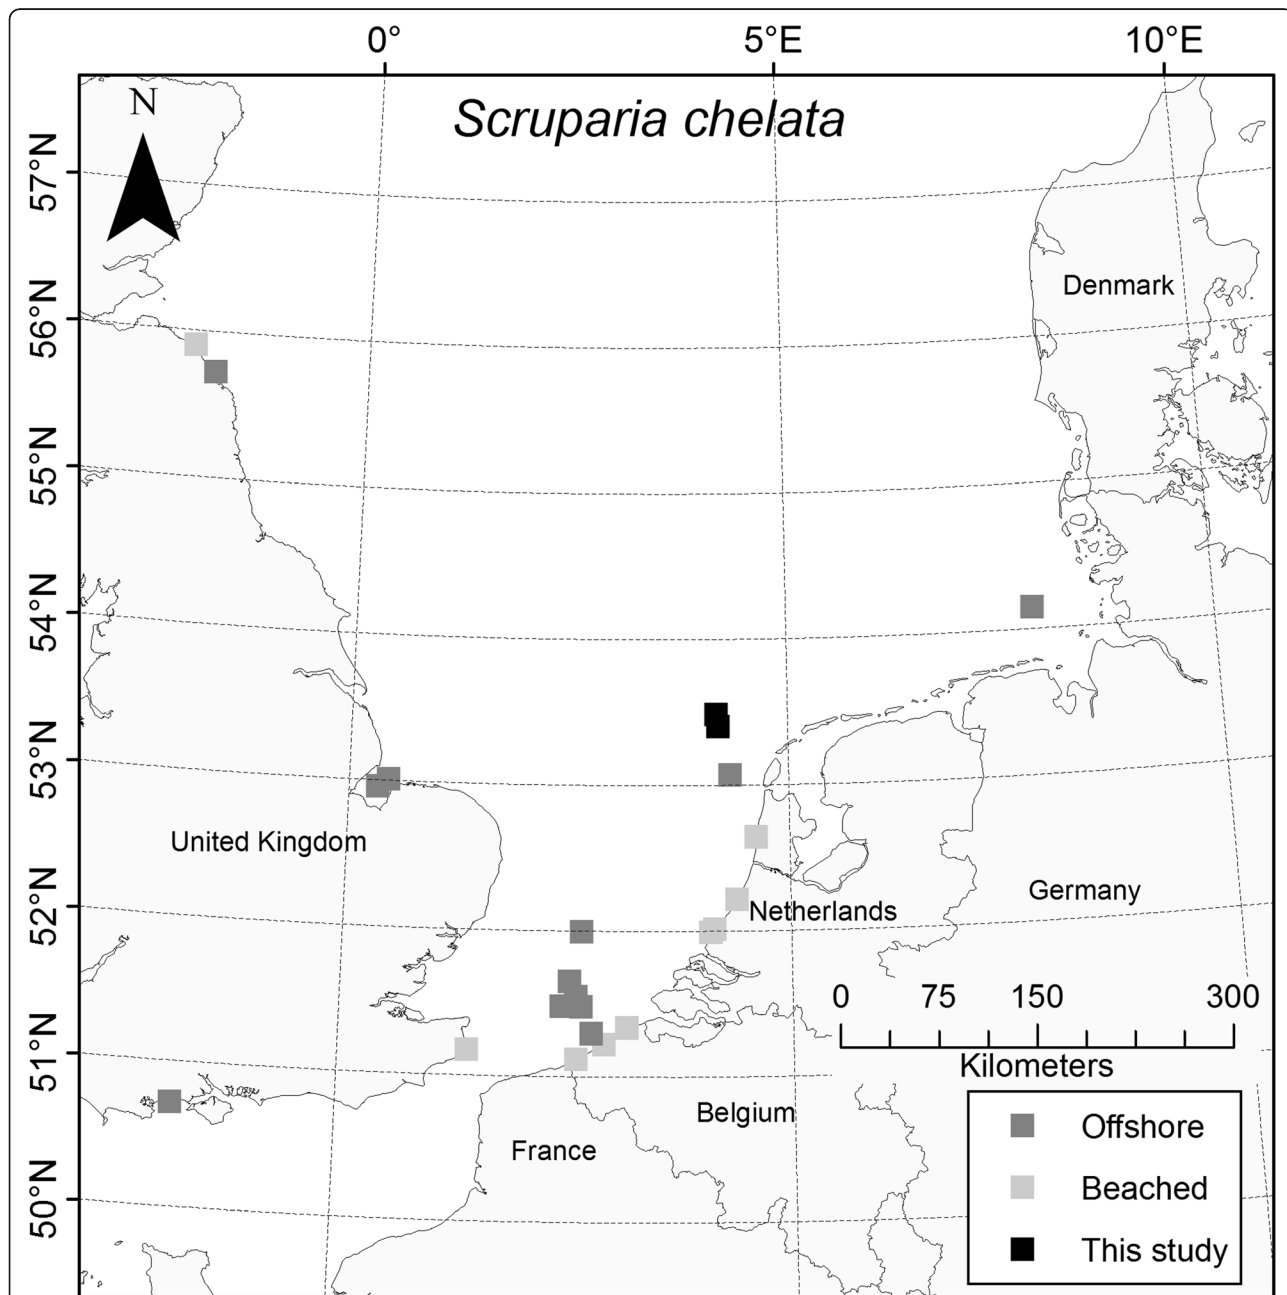 0° 5°E 10°E
N
Scruparia chelata
57°N
56°N
55°N
54°N
53°N
52°N
51°N
50°N
Denmark
United Kingdom
Germany
Netherlands
0 75 150 300
Kilometers
Belgium
France
Offshore
Beached
This study